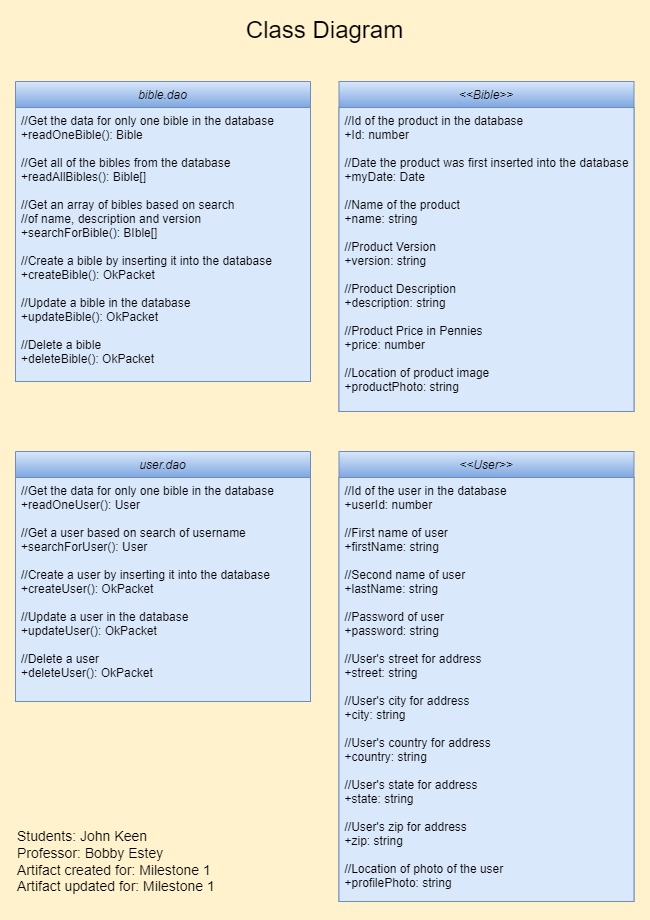 Class Diagram
bible.dao
//Get the data for only one bible in the database
+readOneBible(): Bible
//Get all of the bibles from the database
+readAllBibles(): Bible[]
//Get an array of bibles based on search
//of name, description and version
+searchForBible(): BIble[]
//Create a bible by inserting it into the database
+createBible(): OkPacket
//Update a bible in the database
+updateBible(): OkPacket
//Delete a bible
+deleteBible(): OkPacket
<<Bible>>
//Id of the product in the database
+Id: number
//Date the product was first inserted into the database
+myDate: Date
//Name of the product
+name: string
//Product Version
+version: string
//Product Description
+description: string
//Product Price in Pennies
+price: number
//Location of product image
+productPhoto: string
user.dao
//Get the data for only one bible in the database
+readOneUser(): User
//Get a user based on search of username
+searchForUser(): User
//Create a user by inserting it into the database
+createUser(): OkPacket
//Update a user in the database
+updateUser(): OkPacket
//Delete a user
+deleteUser(): OkPacket
<<User>>
//Id of the user in the database
+userId: number
//First name of user
+firstName: string
//Second name of user
+lastName: string
//Password of user
+password: string
//User's street for address
+street: string
//User's city for address
+city: string
//User's country for address
+country: string
//User's state for address
+state: string
//User's zip for address
+zip: string
//Location of photo of the user
+profilePhoto: string
Students: John Keen
Professor: Bobby Estey
Artifact created for: Milestone 1
Artifact updated for: Milestone 1